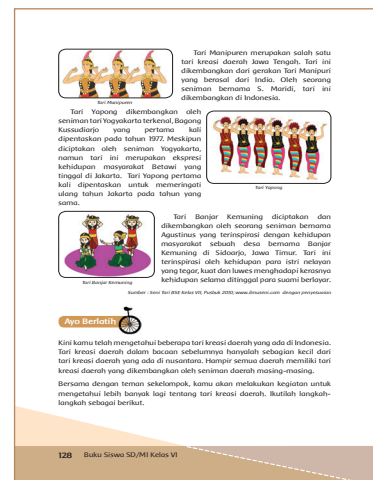 Tari Manipuren merupakan salah satu
tari kreasi daerah Jawa Tengah. Tari ini
dikembangkan dari gerakan Tari Manipuri
yang berasal dari India. Oleh seorang
seniman bernama S. Maridi, tari ini
dikembangkan di Indonesia.
Tari Manipuren
Tari Yapong dikembangkan oleh
seniman tari Yogyakarta terkenal, Bagong
Kussudiarjo yang pertama kali
dipentaskan pada tahun 1977. Meskipun
diciptakan oleh seniman Yogyakarta,
namun tari ini merupakan ekspresi
kehidupan masyarakat Betawi yang
tinggal di Jakarta. Tari Yapong pertama
kali dipentaskan untuk memeringati
ulang tahun Jakarta pada tahun yang
sama.
Tari Yapong
Tari Banjar Kemuning diciptakan dan
dikembangkan oleh seorang seniman bernama
Agustinus yang terinspirasi dengan kehidupan
masyarakat sebuah desa bernama Banjar
Kemuning di Sidoarjo, Jawa Timur. Tari ini
terinspirasi oleh kehidupan para istri nelayan
yang tegar, kuat dan luwes menghadapi kerasnya
kehidupan selama ditinggal para suami berlayar.
Tari Banjar Kemuning
Sumber : Seni Tari BSE Kelas VII, Pusbuk 2010; www.ilmuseni.com dengan penyesuaian
Ayo Berlatih
Kini kamu telah mengetahui beberapa tari kreasi daerah yang ada di Indonesia.
Tari kreasi daerah dalam bacaan sebelumnya hanyalah sebagian kecil dari
tari kreasi daerah yang ada di nusantara. Hampir semua daerah memiliki tari
kreasi daerah yang dikembangkan oleh seniman daerah masing-masing.
Bersama dengan teman sekelompok, kamu akan melakukan kegiatan untuk
mengetahui lebih banyak lagi tentang tari kreasi daerah. Ikutilah langkah-
langkah sebagai berikut.
128 Buku Siswa SD/MI Kelas VI